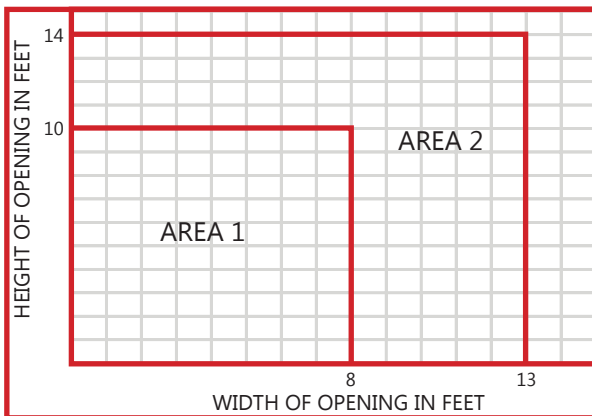 HEIGHT OF OPENING IN FEET
14
10
AREA 2
AREA 1
8
13
WIDTH OF OPENING IN FEET